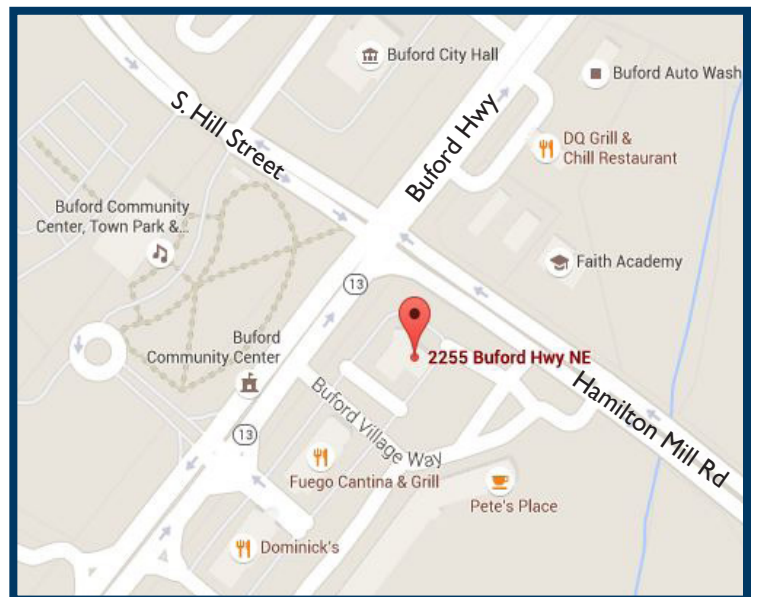 Buford City Hall
Buford Auto Wash
S. Hill Street
Buford Hwy
DQ Grill &
Chill Restaurant
Buford Community
Center, Town Park &...
Faith Academy
13
Buford
Community Center
2255 Buford Hwy NE
Hamilton Mill Rd
Buford Village Way
13
Fuego Cantina & Grill
Pete's Place
Dominick's